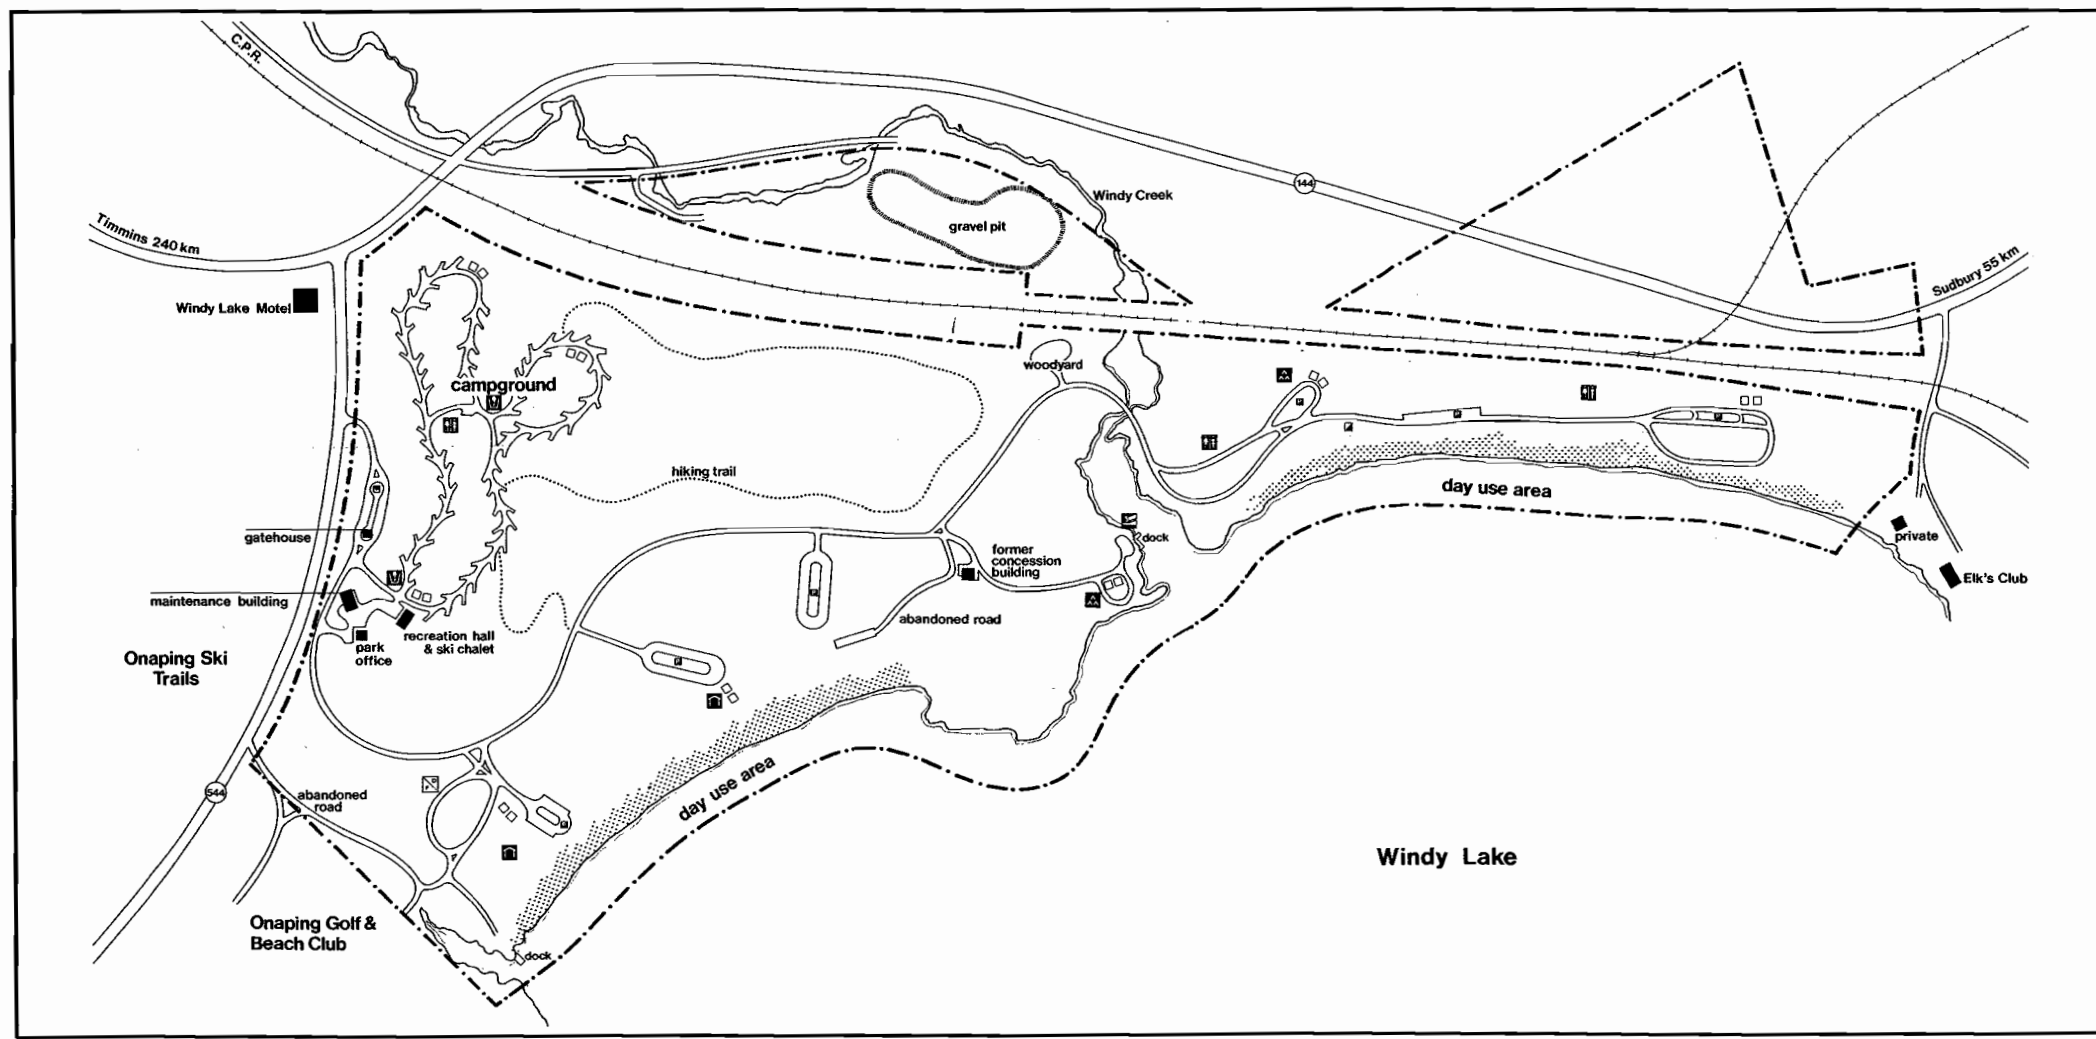 C.P.R.
Timmins 240 km
Windy Creek
144
gravel pit
Sudbury 55 km
Windy Lake Motel
woodyard
campground
hiking trail
day use area
gatehouse
dock
private
former
concession
building
Elk's Club
maintenance building
abandoned road
recreation hall
& ski chalet
park
office
Onaping Ski
Trails
day use area
544
abandoned
road
Windy Lake
Onaping Golf &
Beach Club
dock